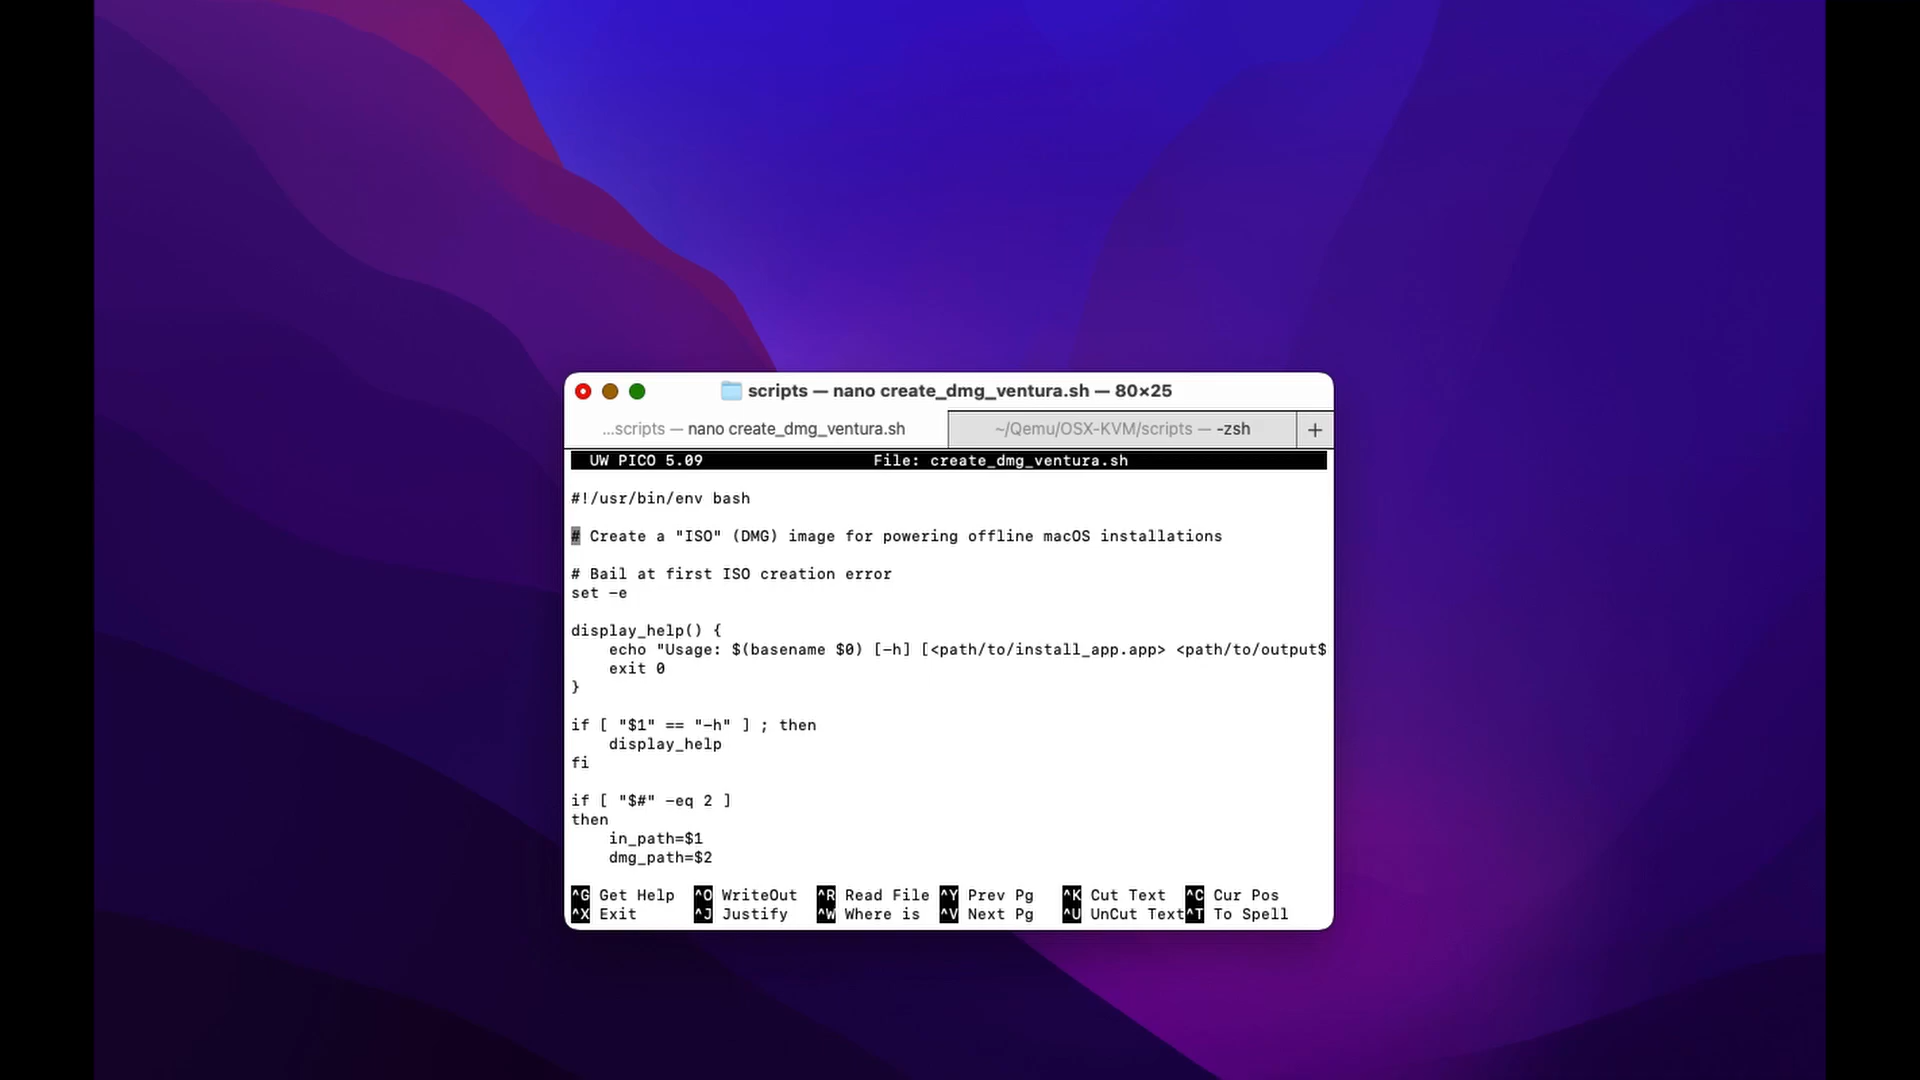 scripts — nano create_dmg_ventura.sh — 80×25
...scripts — nano create_dmg_ventura.sh
~/Qemu/OSX-KVM/scripts — -zsh
+
UW PICO 5.09 File: create_dmg_ventura.sh
#!/usr/bin/env bash
# Create a "ISO" (DMG) image for powering offline macOS installations
# Bail at first ISO creation error
set -e
display_help() {
    echo "Usage: $(basename $0) [-h] [<path/to/install_app.app> <path/to/output$
    exit 0
}
if [ "$1" == "-h" ] ; then
    display_help
fi
if [ "$#" -eq 2 ]
then
    in_path=$1
    dmg_path=$2
^G Get Help ^O WriteOut ^R Read File ^Y Prev Pg ^K Cut Text ^C Cur Pos
^X Exit ^J Justify ^W Where is ^V Next Pg ^U UnCut Text ^T To Spell